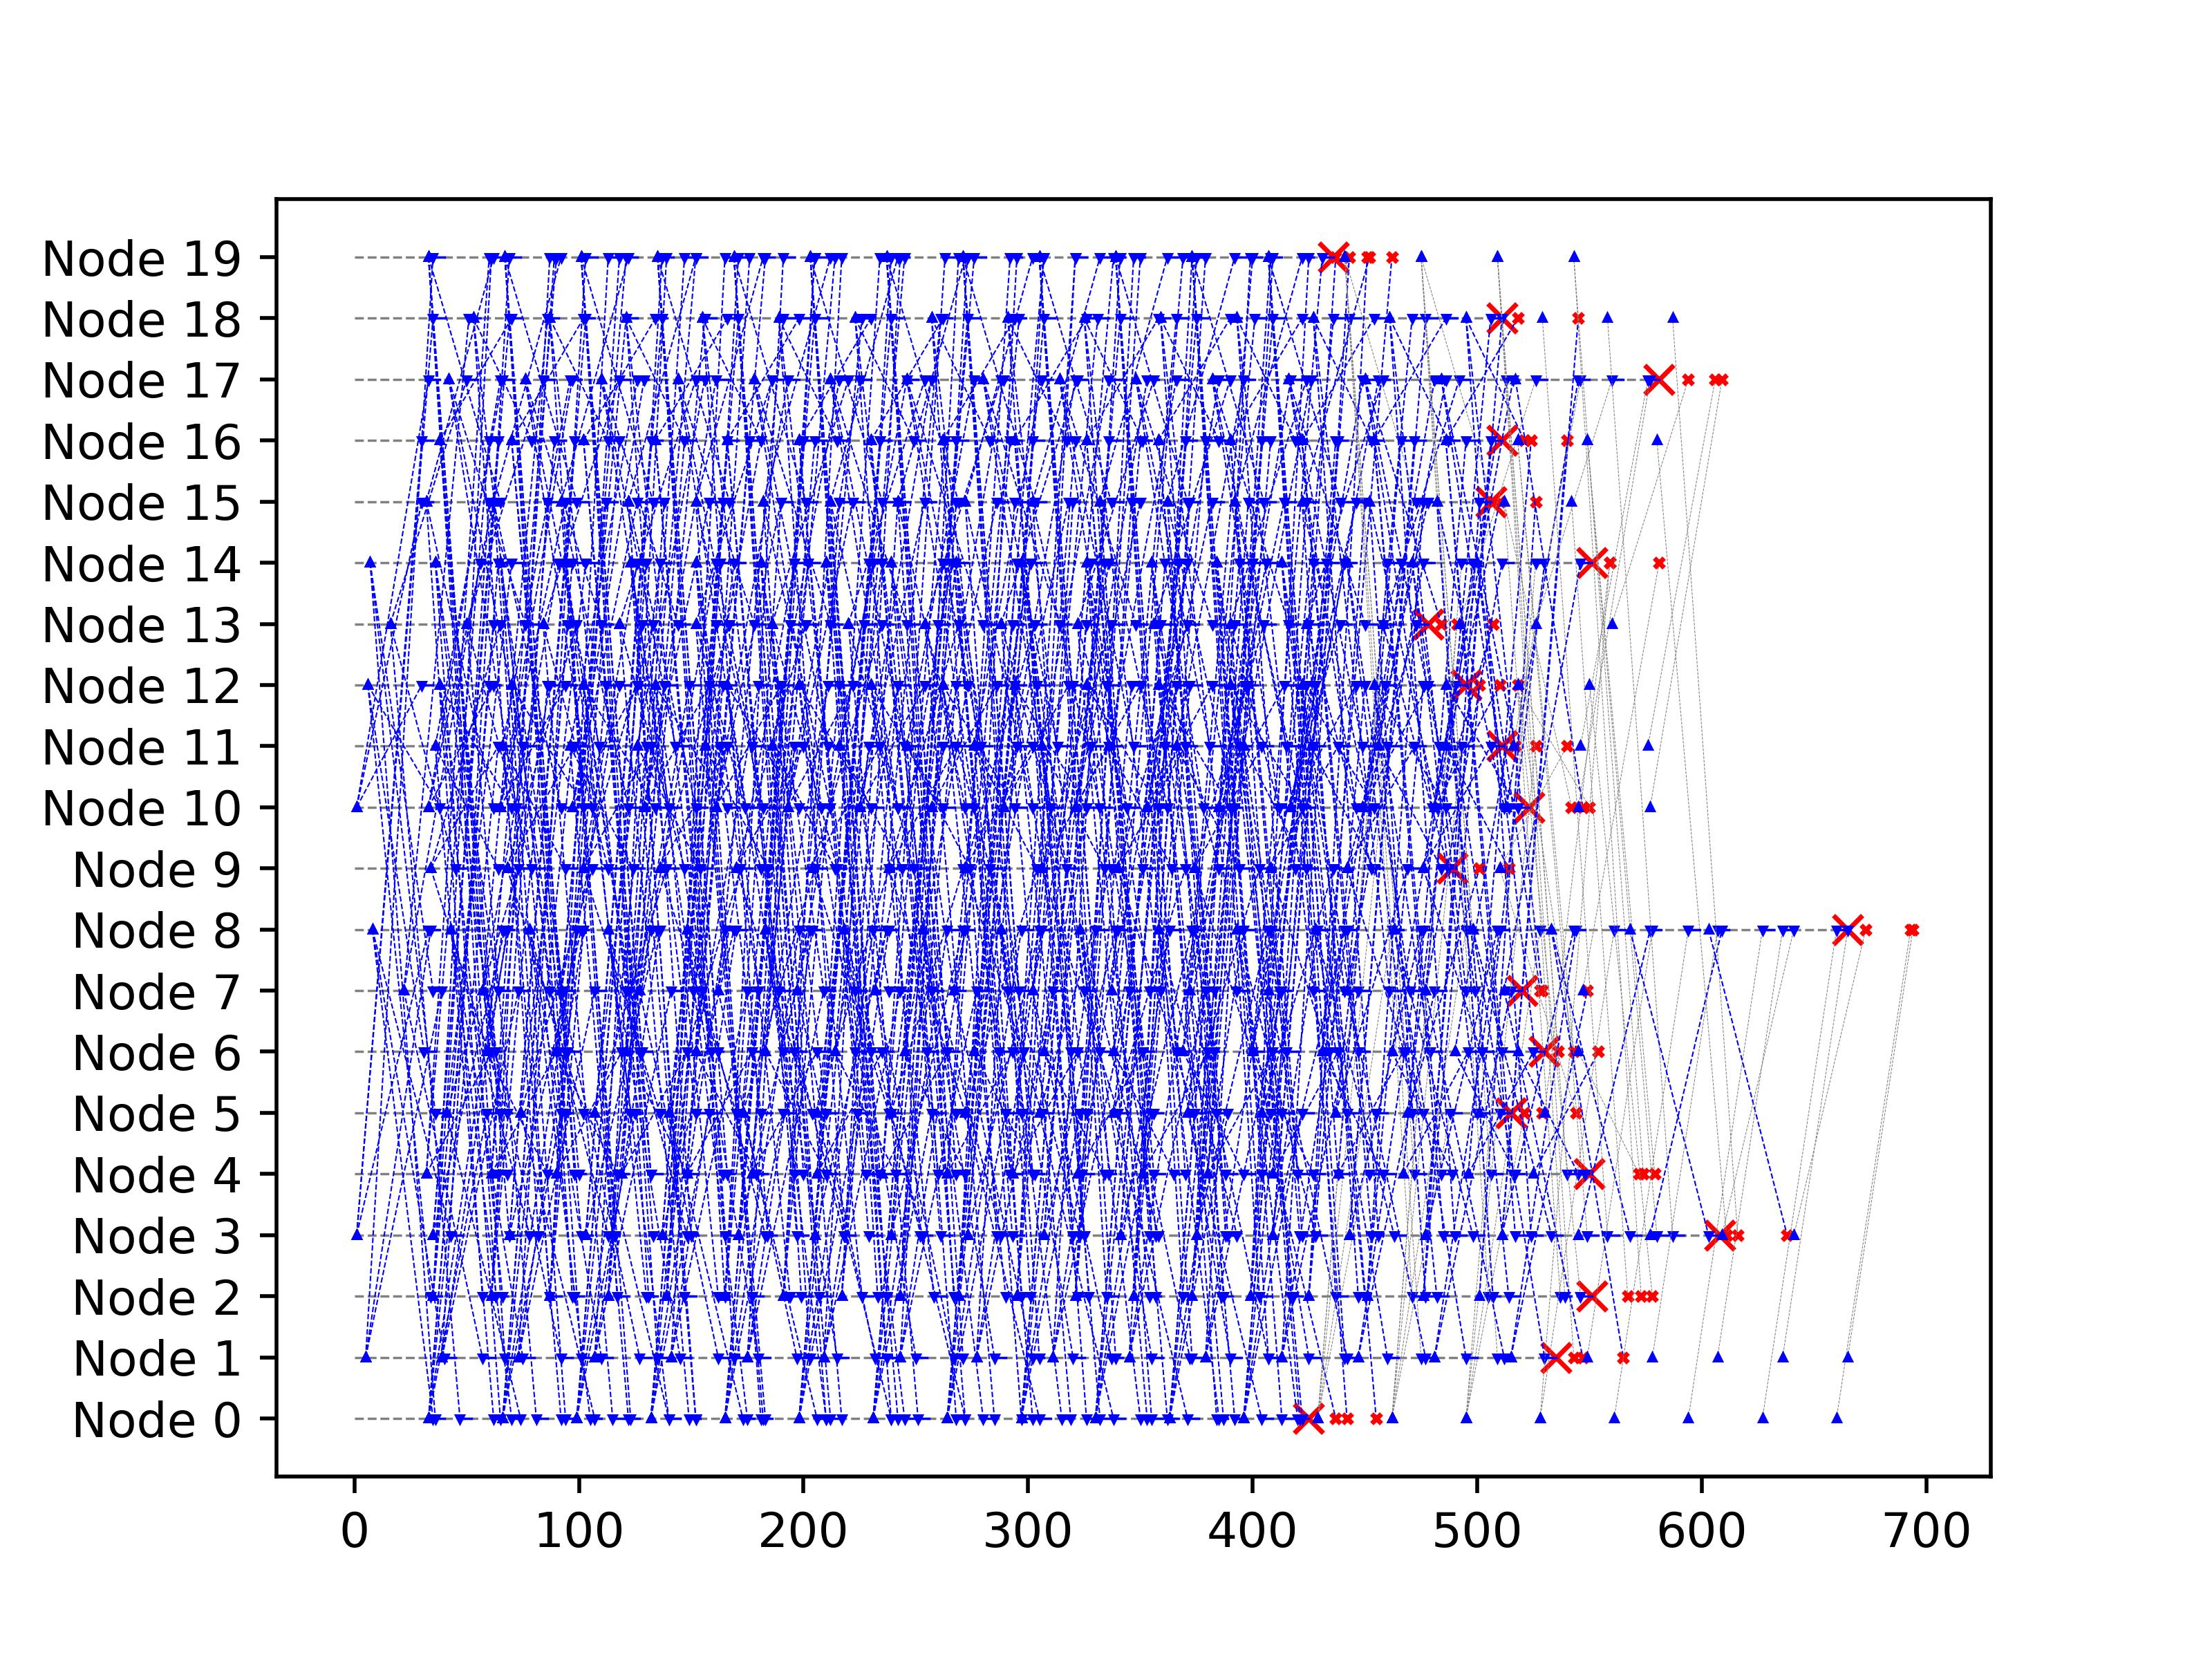 Node 19
Node 18
Node 17
Node 16
Node 15
Node 14
Node 13
Node 12
Node 11
Node 10
Node 9
Node 8
Node 7
Node 6
Node 5
Node 4
Node 3
Node 2
Node 1
Node 0
0 100 200 300 400 500 600 700